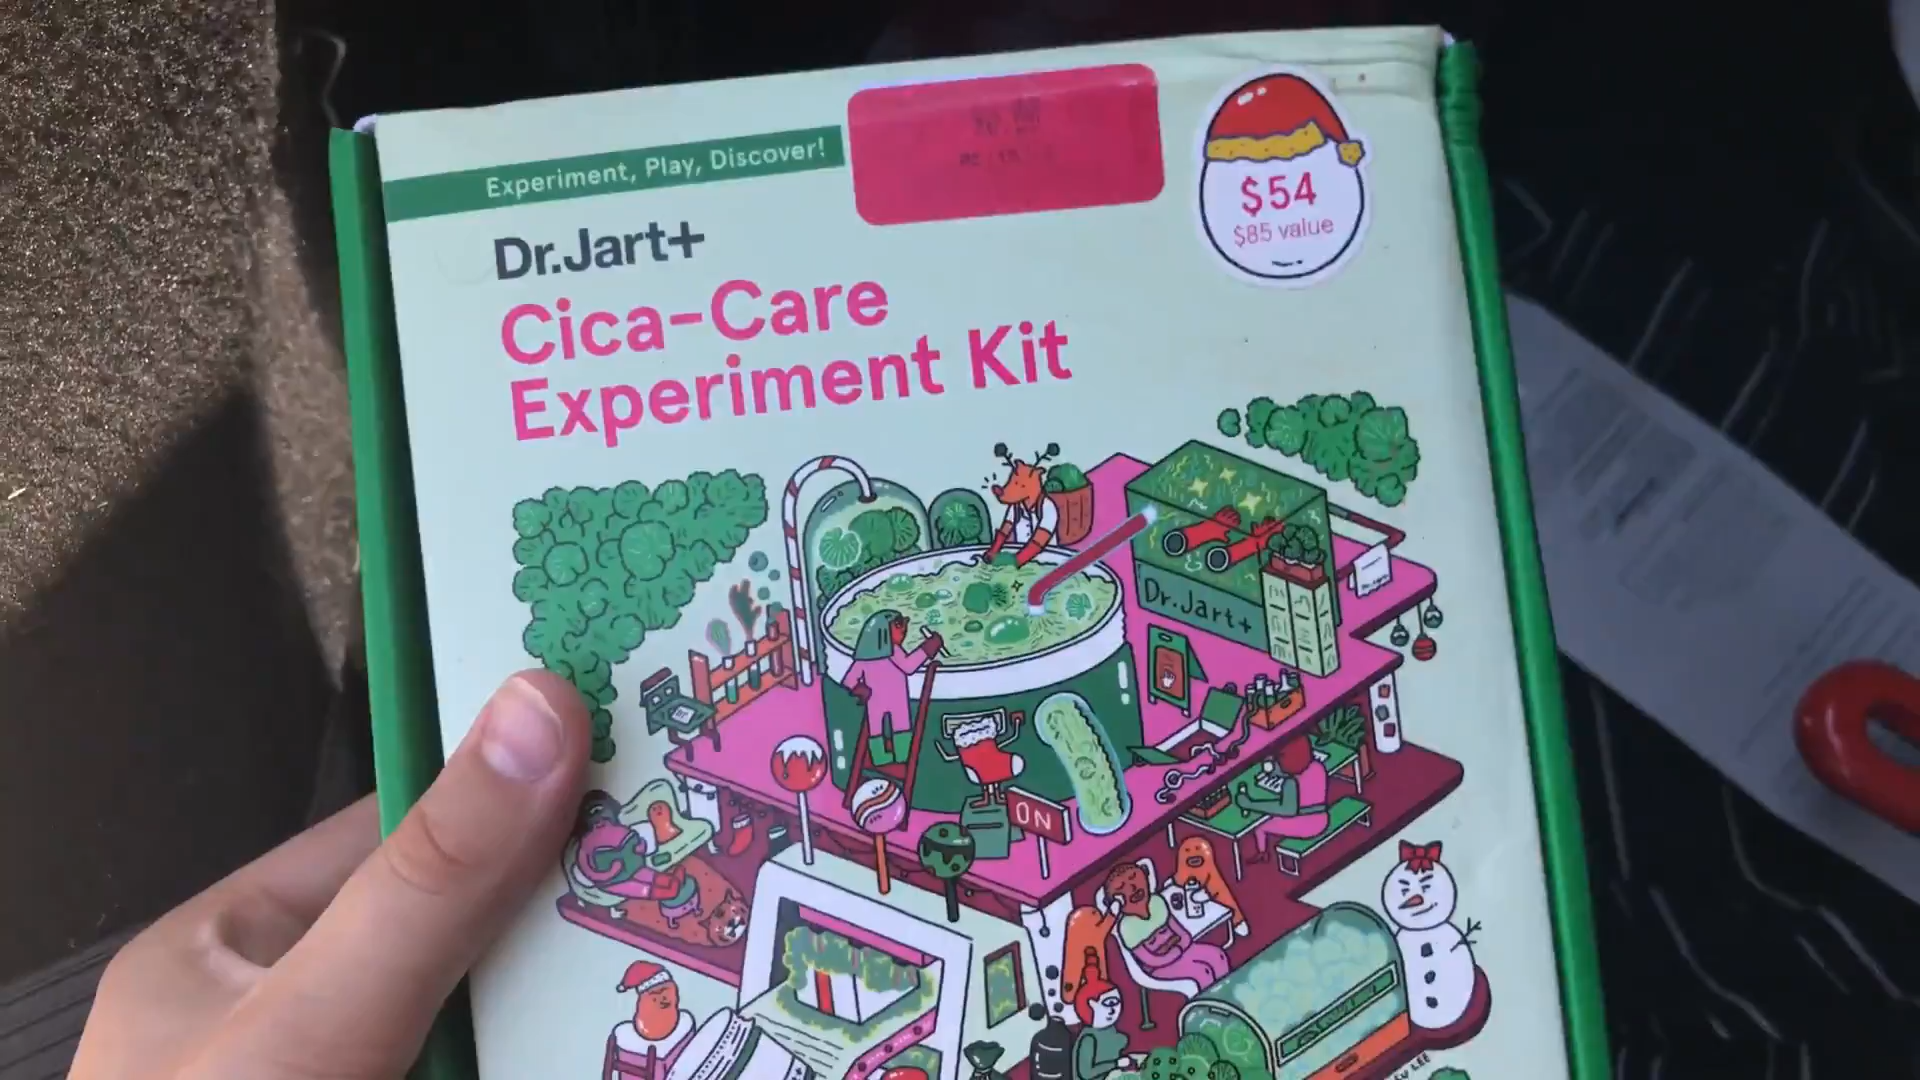 Experiment, Play, Discover!
$54
$85 value
Dr.Jart+
Cica-Care
Experiment Kit
Dr.Jart+
ON